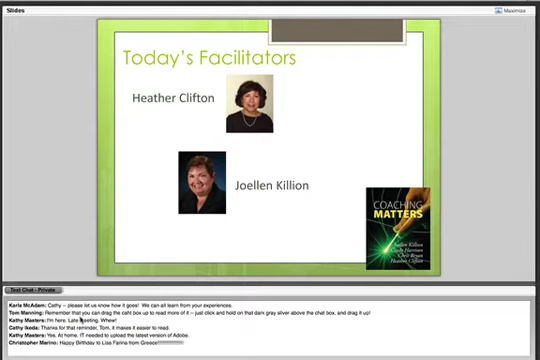 Slides
Maximize
Today's Facilitators
Heather Clifton
Joellen Killion
COACHING
MATTERS
Joellen Killion
Cindy Harrison
Chris Bryan
Heather Clifton
Text Chat - Private
Karla McAdam: Cathy -- please let us know how it goes! We can all learn from your experiences.
Tom Manning: Remember that you can drag the caht box up to read more of it -- just click and hold on that dark gray silver above the chat box, and drag it up!
Kathy Masters: I'm here. Late meeting. Whew!
Cathy Ikeda: Thanks for that reminder, Tom, it makes it easier to read.
Kathy Masters: Yes. At home. IT needed to upload the latest version of Adobe.
Christopher Marino: Happy Birthday to Lisa Farina from Greece!!!!!!!!!!!!!!!!